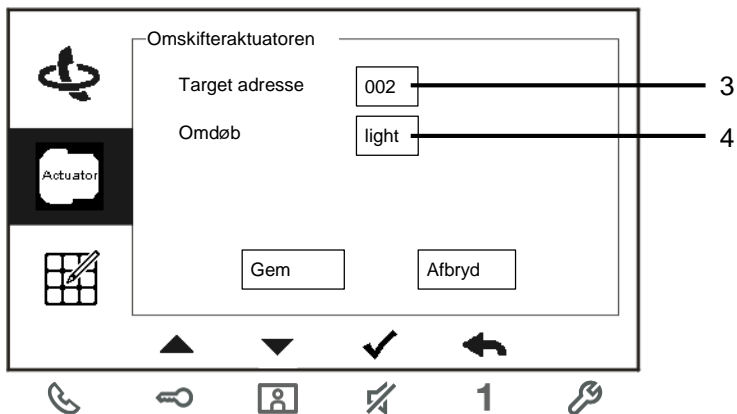 Omskifteraktuatoren
Target adresse 002 3
Omdøb light 4
Actuator
Gem Afbryd
1